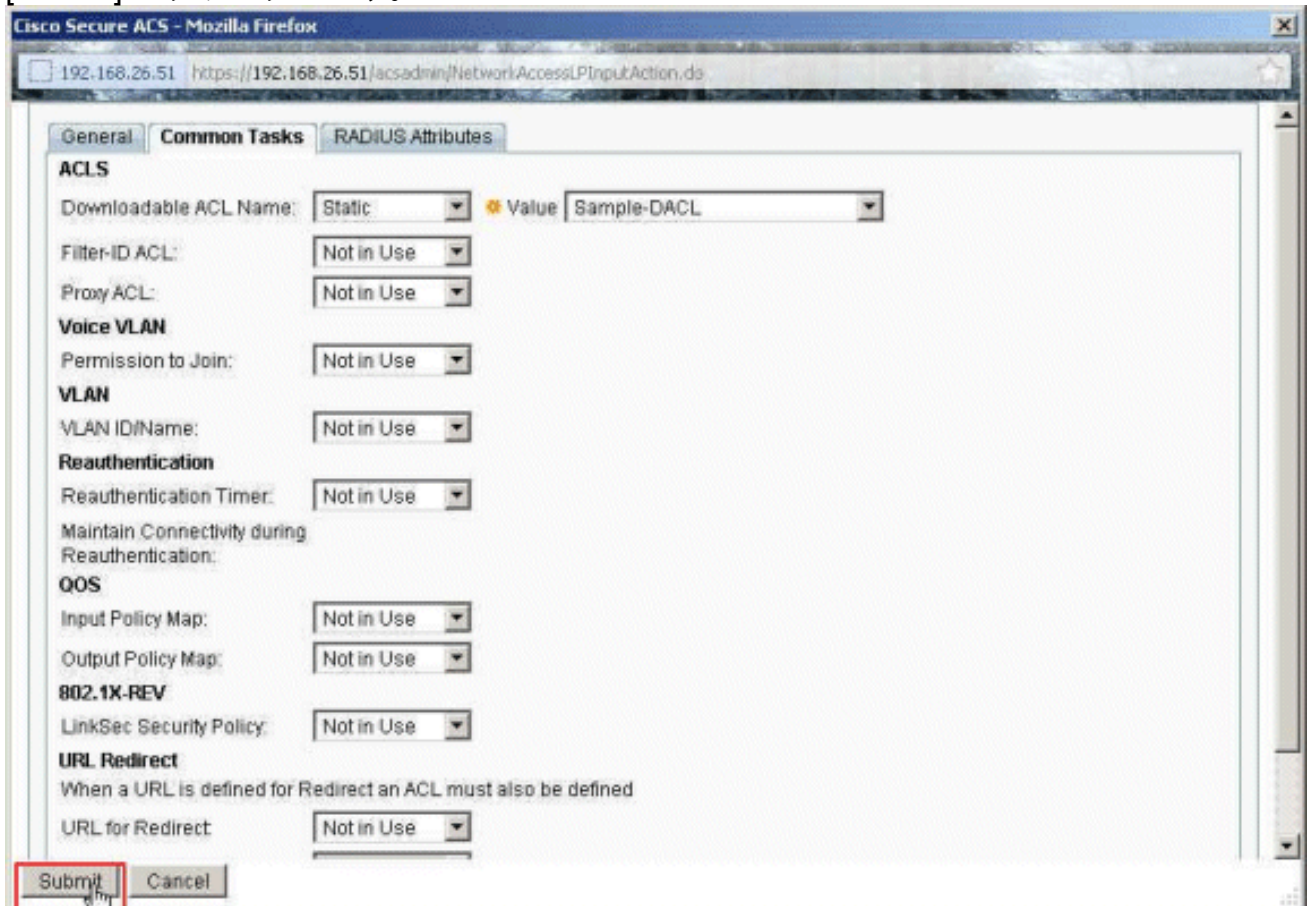 Cisco Secure ACS - Mozilla Firefox
192.168.26.51 https://192.168.26.51/acsadmin/NetworkAccessLPInputAction.do
General Common Tasks RADIUS Attributes
ACLS
Downloadable ACL Name: Static Value Sample-DACL
Filter-ID ACL: Not in Use
Proxy ACL: Not in Use
Voice VLAN
Permission to Join: Not in Use
VLAN
VLAN ID/Name: Not in Use
Reauthentication
Reauthentication Timer: Not in Use
Maintain Connectivity during
Reauthentication:
QOS
Input Policy Map: Not in Use
Output Policy Map: Not in Use
802.1X-REV
LinkSec Security Policy: Not in Use
URL Redirect
When a URL is defined for Redirect an ACL must also be defined
URL for Redirect Not in Use
Submit Cancel